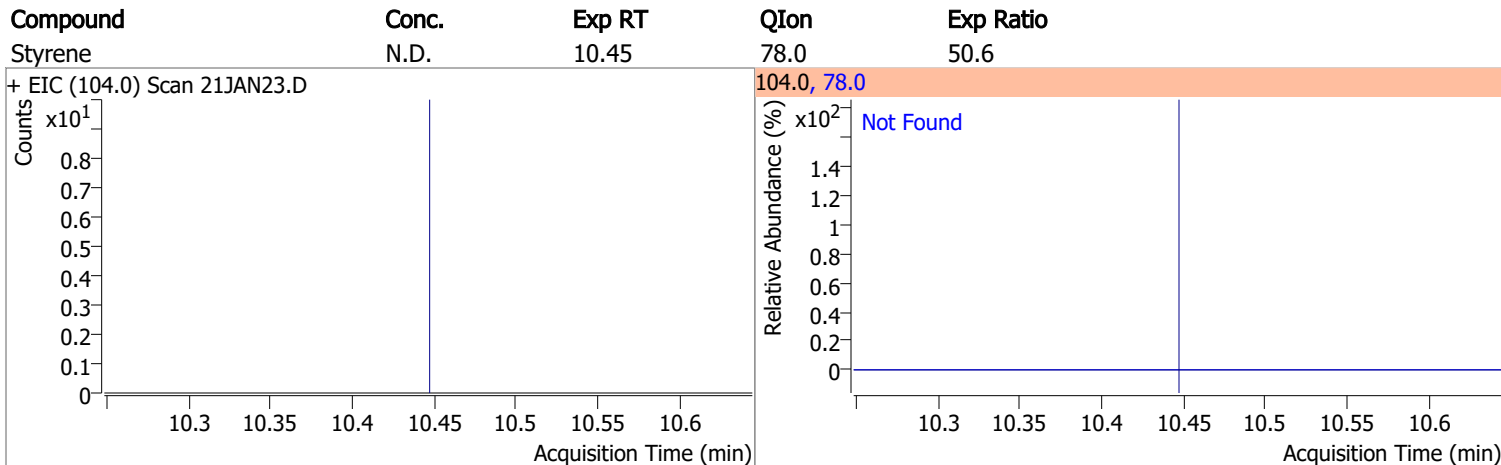 Compound Conc. Exp RT QIon Exp Ratio
Styrene N.D. 10.45 78.0 50.6
+ EIC (104.0) Scan 21JAN23.D
Counts
x10¹
0.8
0.7
0.6
0.5
0.4
0.3
0.2
0.1
0
10.3 10.35 10.4 10.45 10.5 10.55 10.6
Acquisition Time (min)
104.0, 78.0
Relative Abundance (%)
x10²
Not Found
1.4
1.2
1
0.8
0.6
0.4
0.2
0
10.3 10.35 10.4 10.45 10.5 10.55 10.6
Acquisition Time (min)